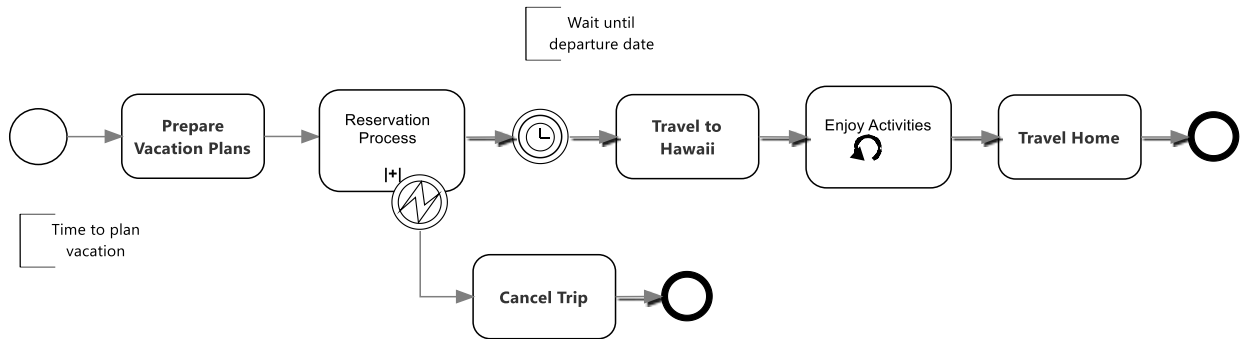 Wait until
departure date
Prepare
Vacation Plans
Reservation
Process
Travel to
Hawaii
Enjoy Activities
Travel Home
Time to plan
vacation
Cancel Trip